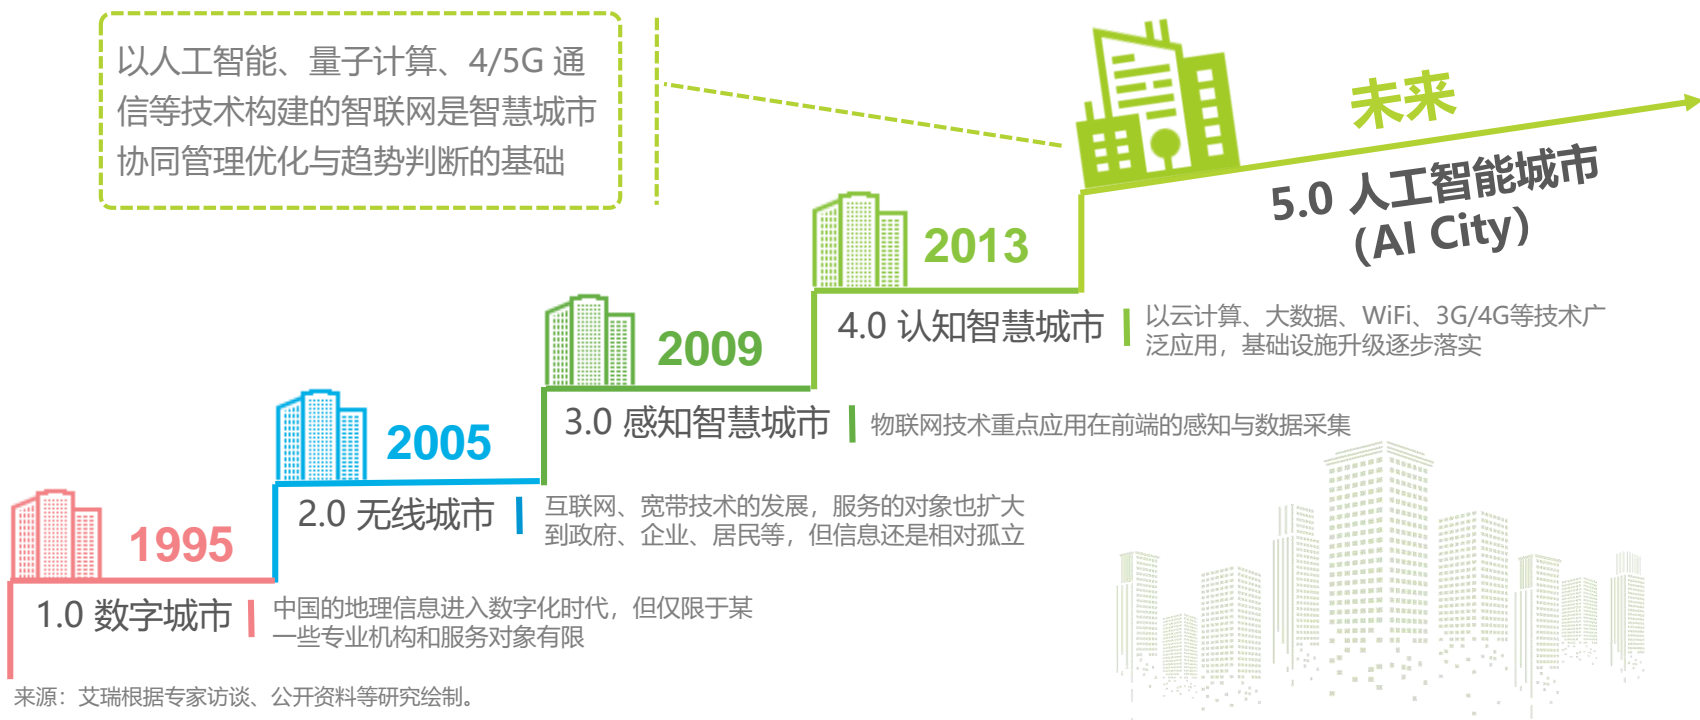 以人工智能、量子计算、4/5G 通
信等技术构建的智联网是智慧城市
协同管理优化与趋势判断的基础
未来
5.0 人工智能城市
(AI City)
2013
4.0 认知智慧城市
以云计算、大数据、WiFi、3G/4G等技术广
泛应用，基础设施升级逐步落实
2009
3.0 感知智慧城市
物联网技术重点应用在前端的感知与数据采集
2005
2.0 无线城市
互联网、宽带技术的发展，服务的对象也扩大
到政府、企业、居民等，但信息还是相对孤立
1995
1.0 数字城市
中国的地理信息进入数字化时代，但仅限于某
一些专业机构和服务对象有限
来源：艾瑞根据专家访谈、公开资料等研究绘制。